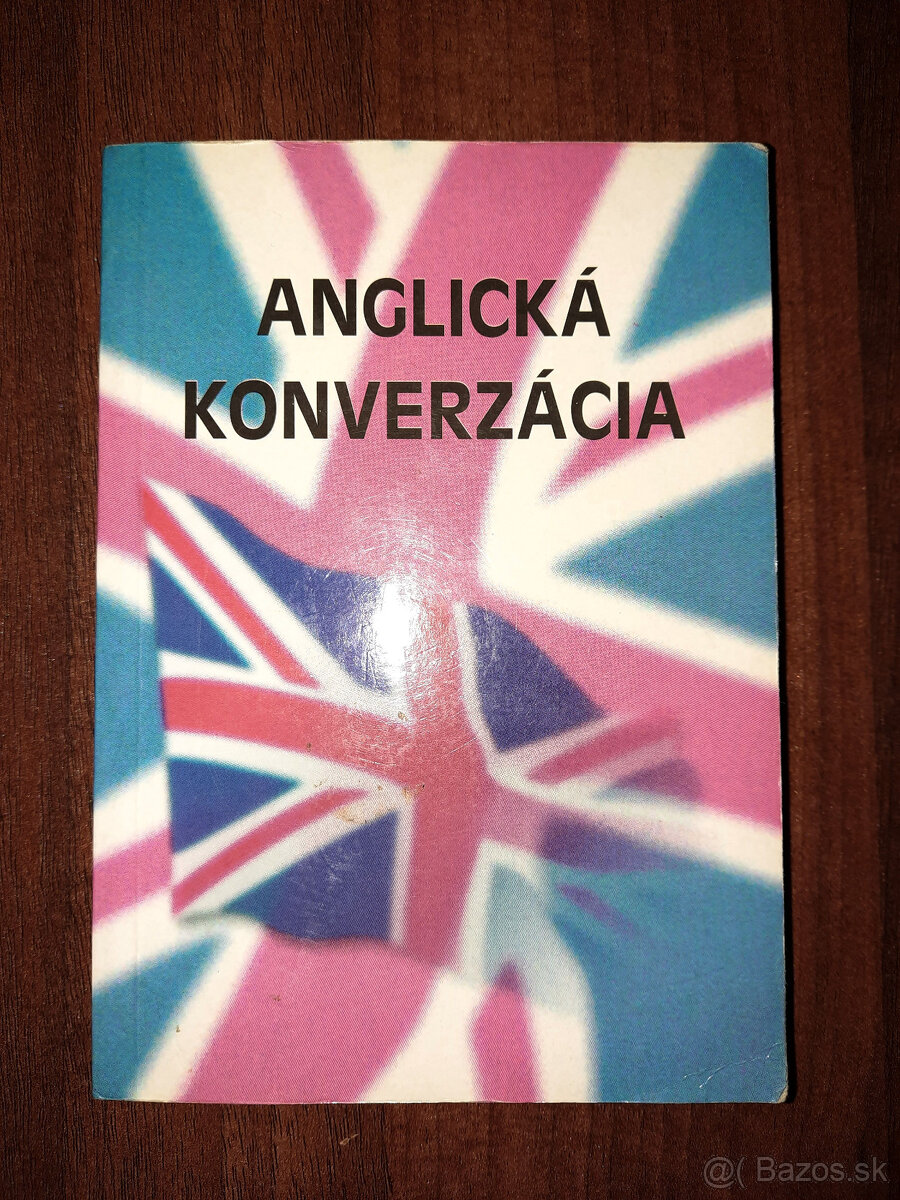 ANGLICKÁ
KONVERZÁCIA
@( Bazos.sk